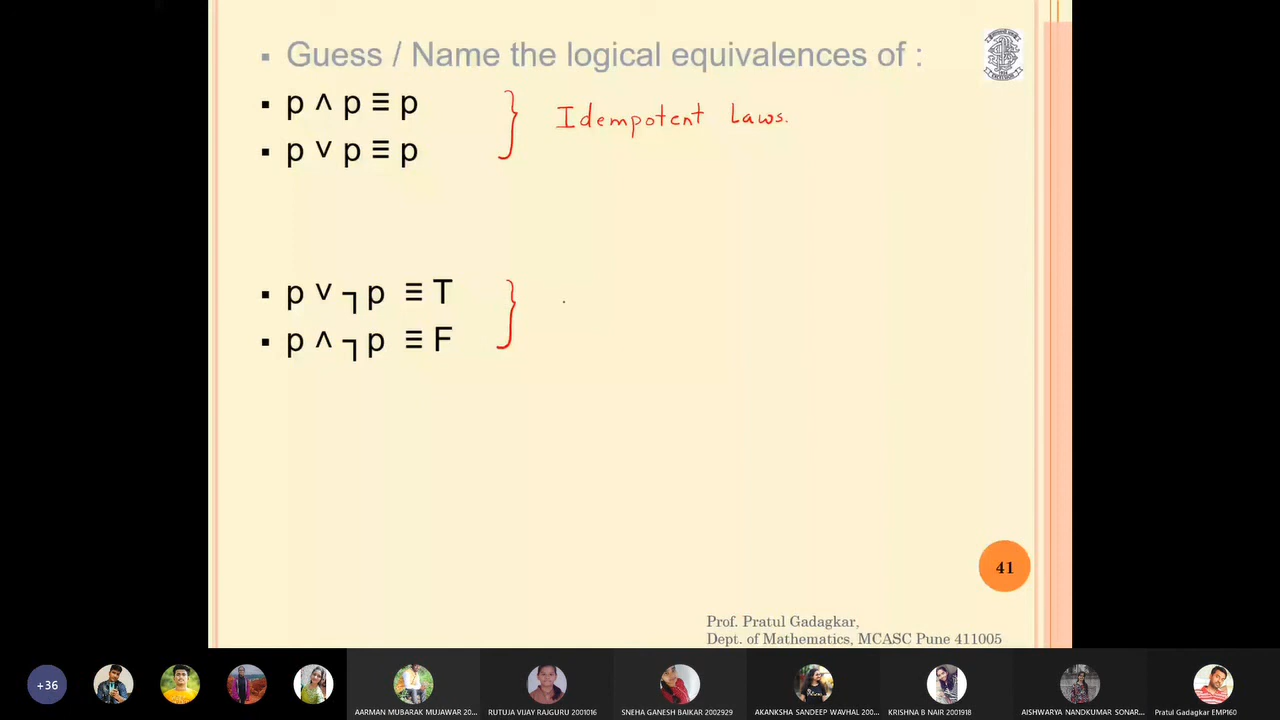 ▪ Guess / Name the logical equivalences of :
▪ p ∧ p ≡ p
Idempotent Laws.
▪ p ∨ p ≡ p
▪ p ∨ ┐p ≡ T
▪ p ∧ ┐p ≡ F
41
Prof. Pratul Gadagkar,
Dept. of Mathematics, MCASC Pune 411005
+36
AARMAN MUBARAK MUJAWAR 20...
RUTUJA VIJAY RAJGURU 2001016
SNEHA GANESH BAIKAR 2002929
AKANKSHA SANDEEP WAVHAL 200...
KRISHNA B NAIR 2001918
AISHWARYA NANDKUMAR SONAR...
Pratul Gadagkar EMP160